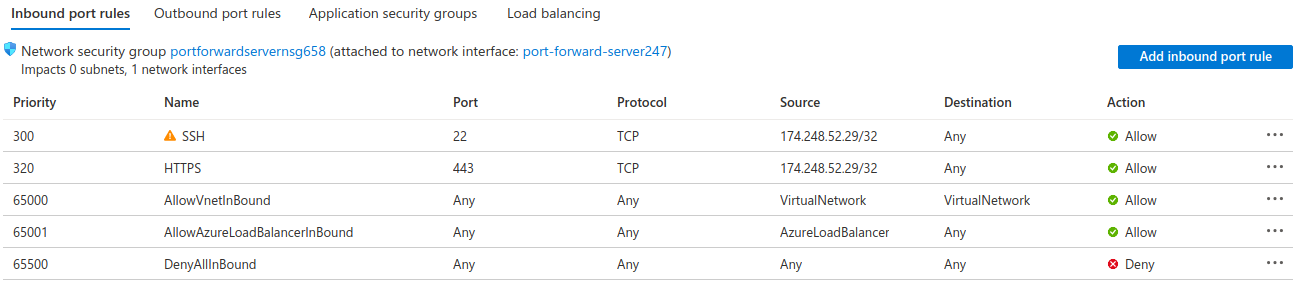 Inbound port rules Outbound port rules Application security groups Load balancing
Network security group portforwardservernsg658 (attached to network interface: port-forward-server247)
Impacts 0 subnets, 1 network interfaces
Add inbound port rule
Priority Name Port Protocol Source Destination Action
300 SSH 22 TCP 174.248.52.29/32 Any Allow
320 HTTPS 443 TCP 174.248.52.29/32 Any Allow
65000 AllowVnetInBound Any Any VirtualNetwork VirtualNetwork Allow
65001 AllowAzureLoadBalancerInBound Any Any AzureLoadBalancer Any Allow
65500 DenyAllInBound Any Any Any Any Deny